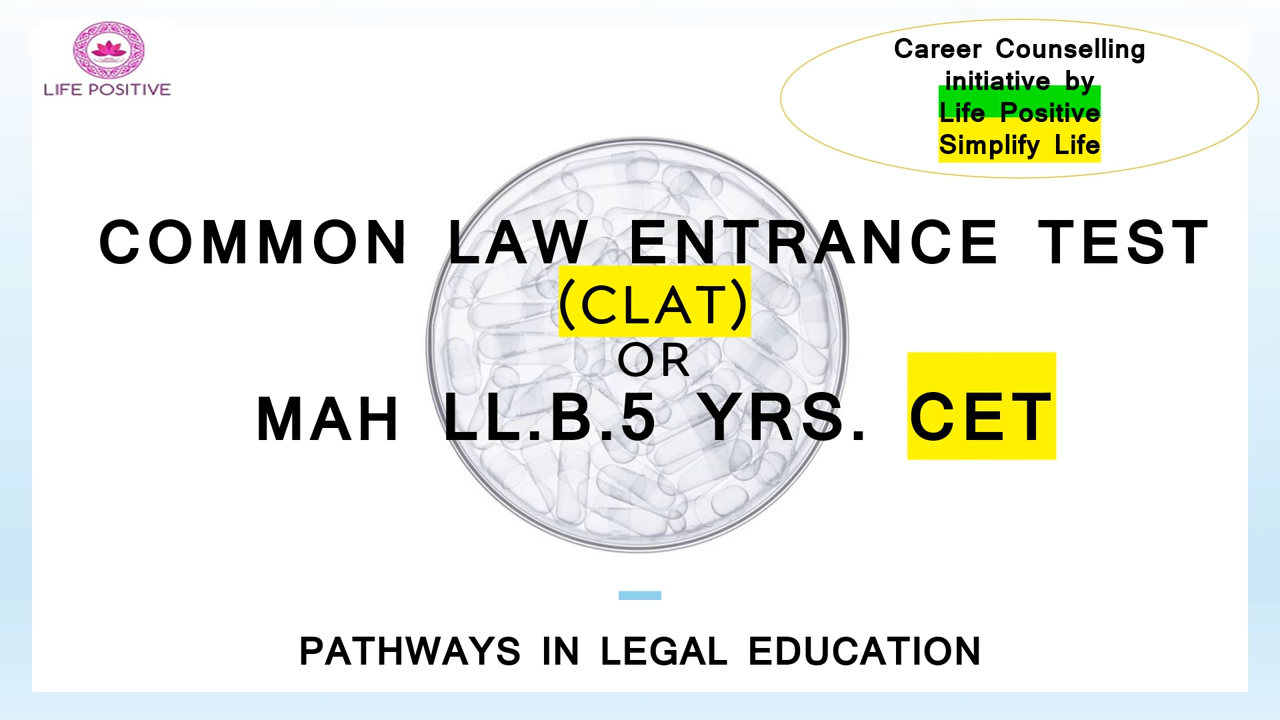 LIFE POSITIVE
Career Counselling
initiative by
Life Positive
Simplify Life
COMMON LAW ENTRANCE TEST
(CLAT)
OR
MAH LL.B.5 YRS. CET
PATHWAYS IN LEGAL EDUCATION